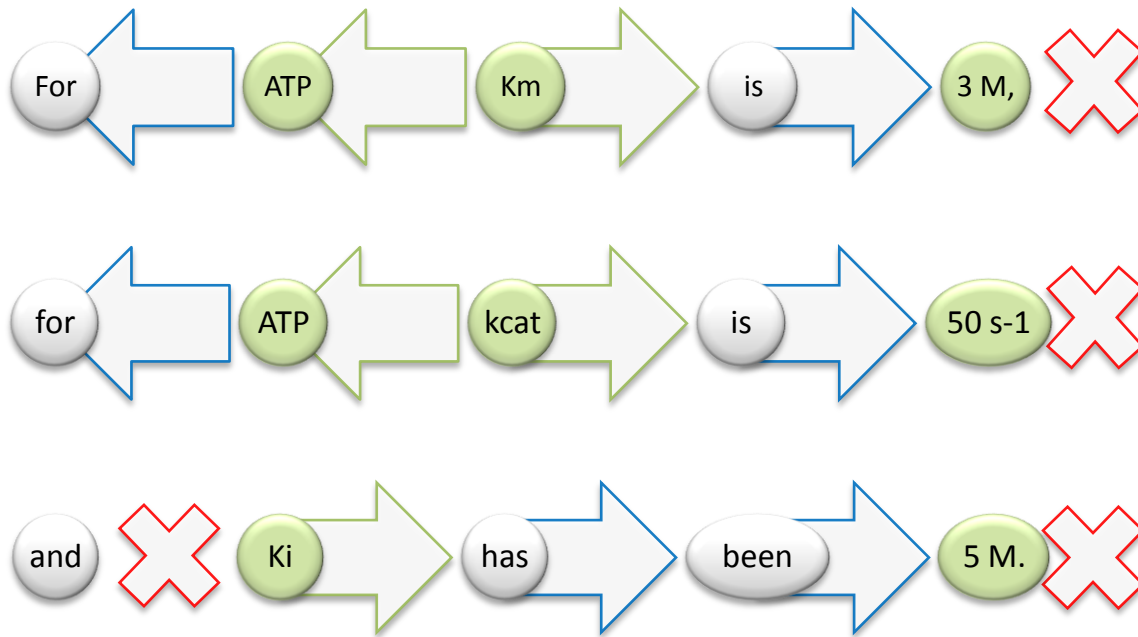 For ATP Km is 3 M,
for ATP kcat is 50 s-1
and Ki has been 5 M.